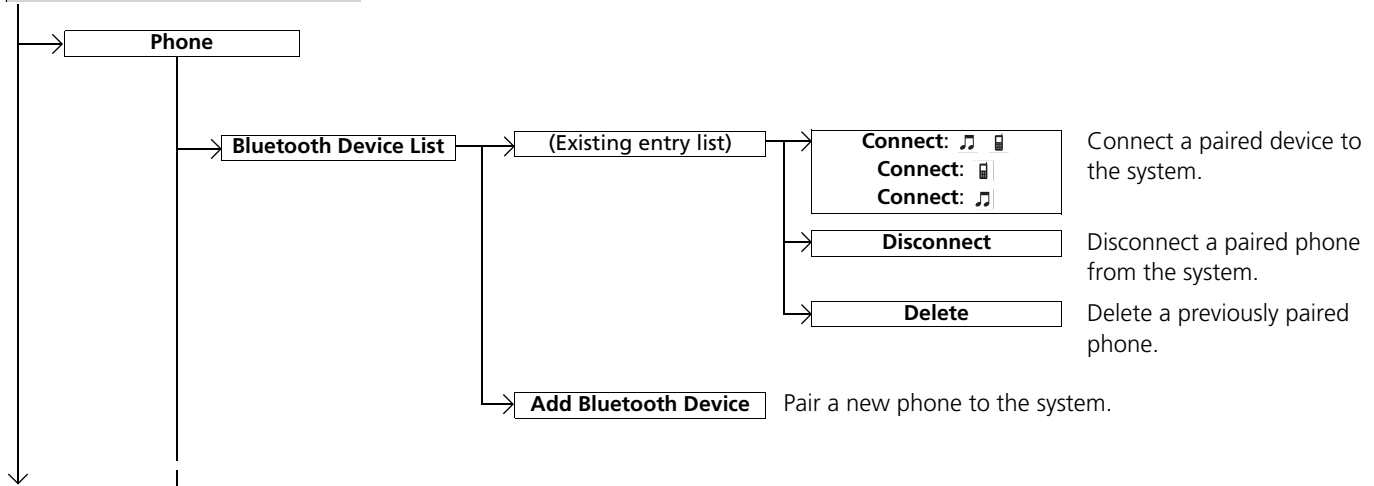 Phone
Bluetooth Device List
(Existing entry list)
Connect:
Connect:
Connect:
Connect a paired device to
the system.
Disconnect
Disconnect a paired phone
from the system.
Delete
Delete a previously paired
phone.
Add Bluetooth Device
Pair a new phone to the system.